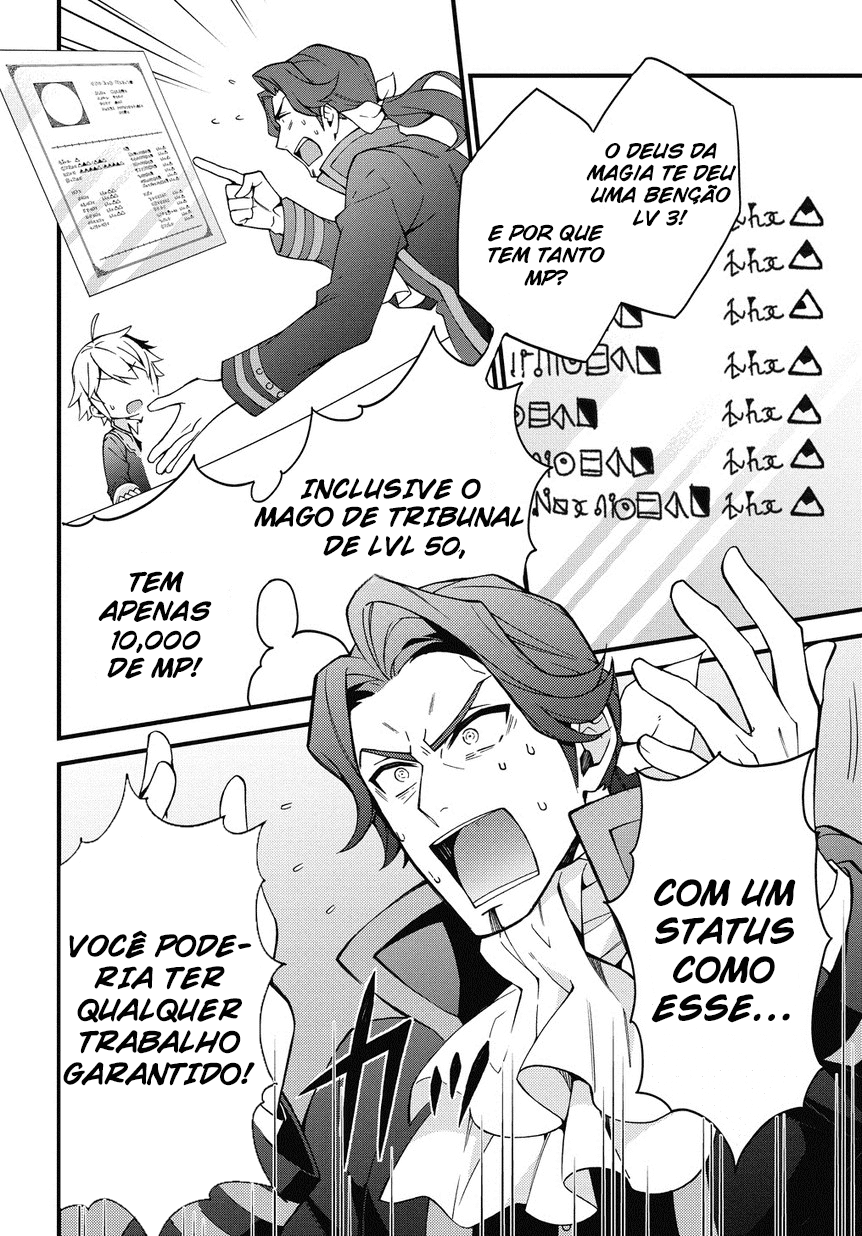 O DEUS DA
MAGIA TE DEU
UMA BENÇÃO
LV 3!
E POR QUE
TEM TANTO
MP?
INCLUSIVE O
MAGO DE TRIBUNAL
DE LVL 50,
TEM
APENAS
10,000
DE MP!
COM UM
STATUS
COMO
ESSE...
VOCÊ PODE-
RIA TER
QUALQUER
TRABALHO
GARANTIDO!